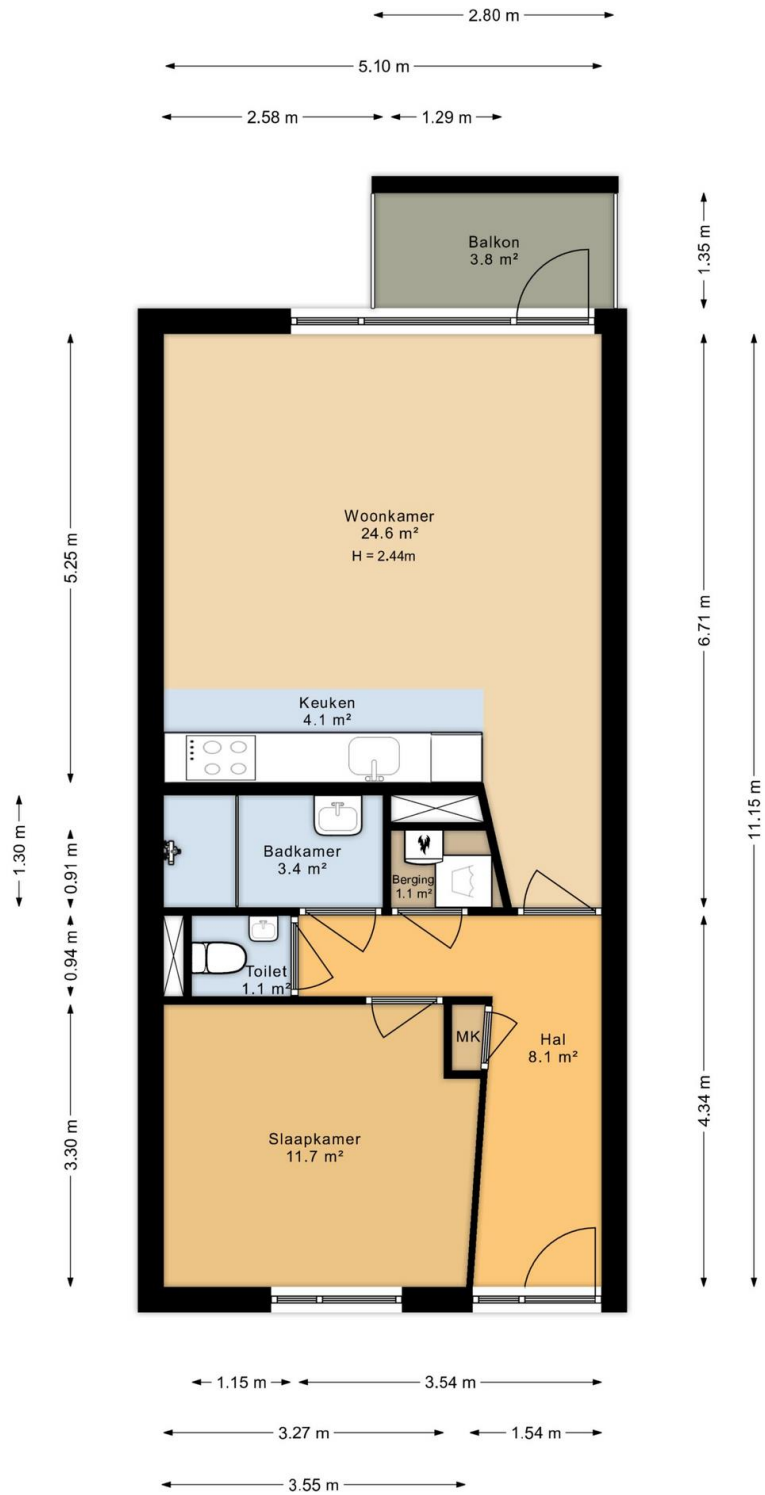 2.80 m
5.10 m
2.58 m
1.29 m
Balkon
3.8 m²
1.35 m
Woonkamer
24.6 m²
H = 2.44m
5.25 m
6.71 m
11.15 m
Keuken
4.1 m²
1.30 m
0.91 m
Badkamer
3.4 m²
Berging
1.1 m²
0.94 m
Toilet
1.1 m²
MK
Hal
8.1 m²
4.34 m
3.30 m
Slaapkamer
11.7 m²
1.15 m
3.54 m
3.27 m
1.54 m
3.55 m